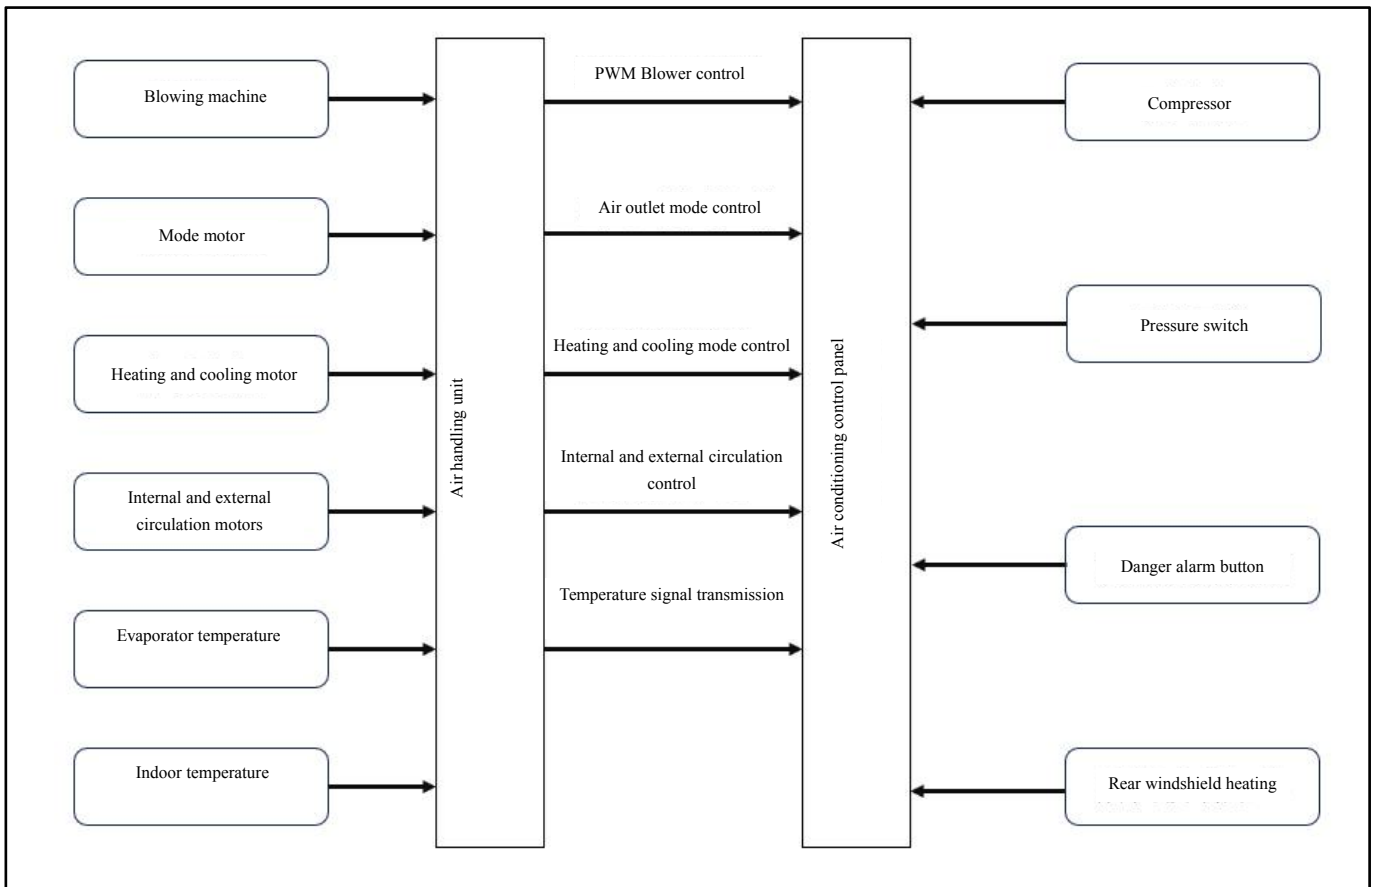 Blowing machine
Mode motor
Heating and cooling motor
Internal and external
circulation motors
Evaporator temperature
Indoor temperature
Air handling unit
PWM Blower control
Air outlet mode control
Heating and cooling mode control
Internal and external circulation
control
Temperature signal transmission
Air conditioning control panel
Compressor
Pressure switch
Danger alarm button
Rear windshield heating